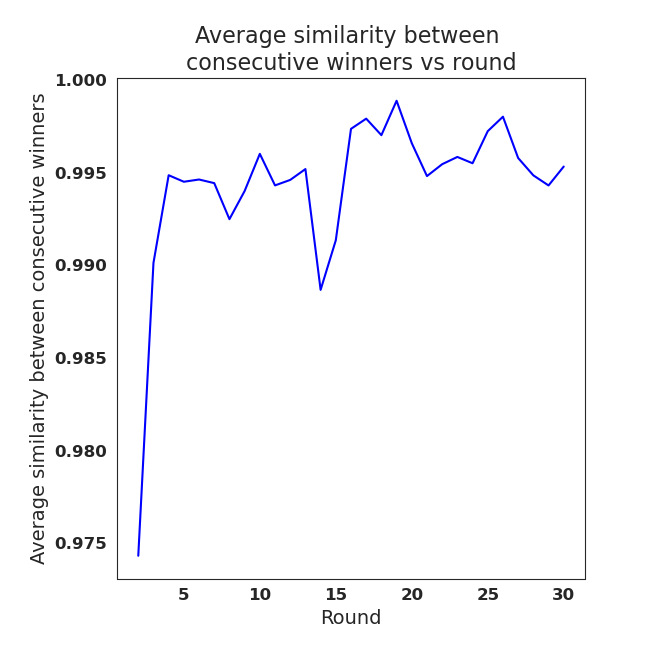 Average similarity between
consecutive winners vs round
Average similarity between consecutive winners
1.000
0.995
0.990
0.985
0.980
0.975
5 10 15 20 25 30
Round